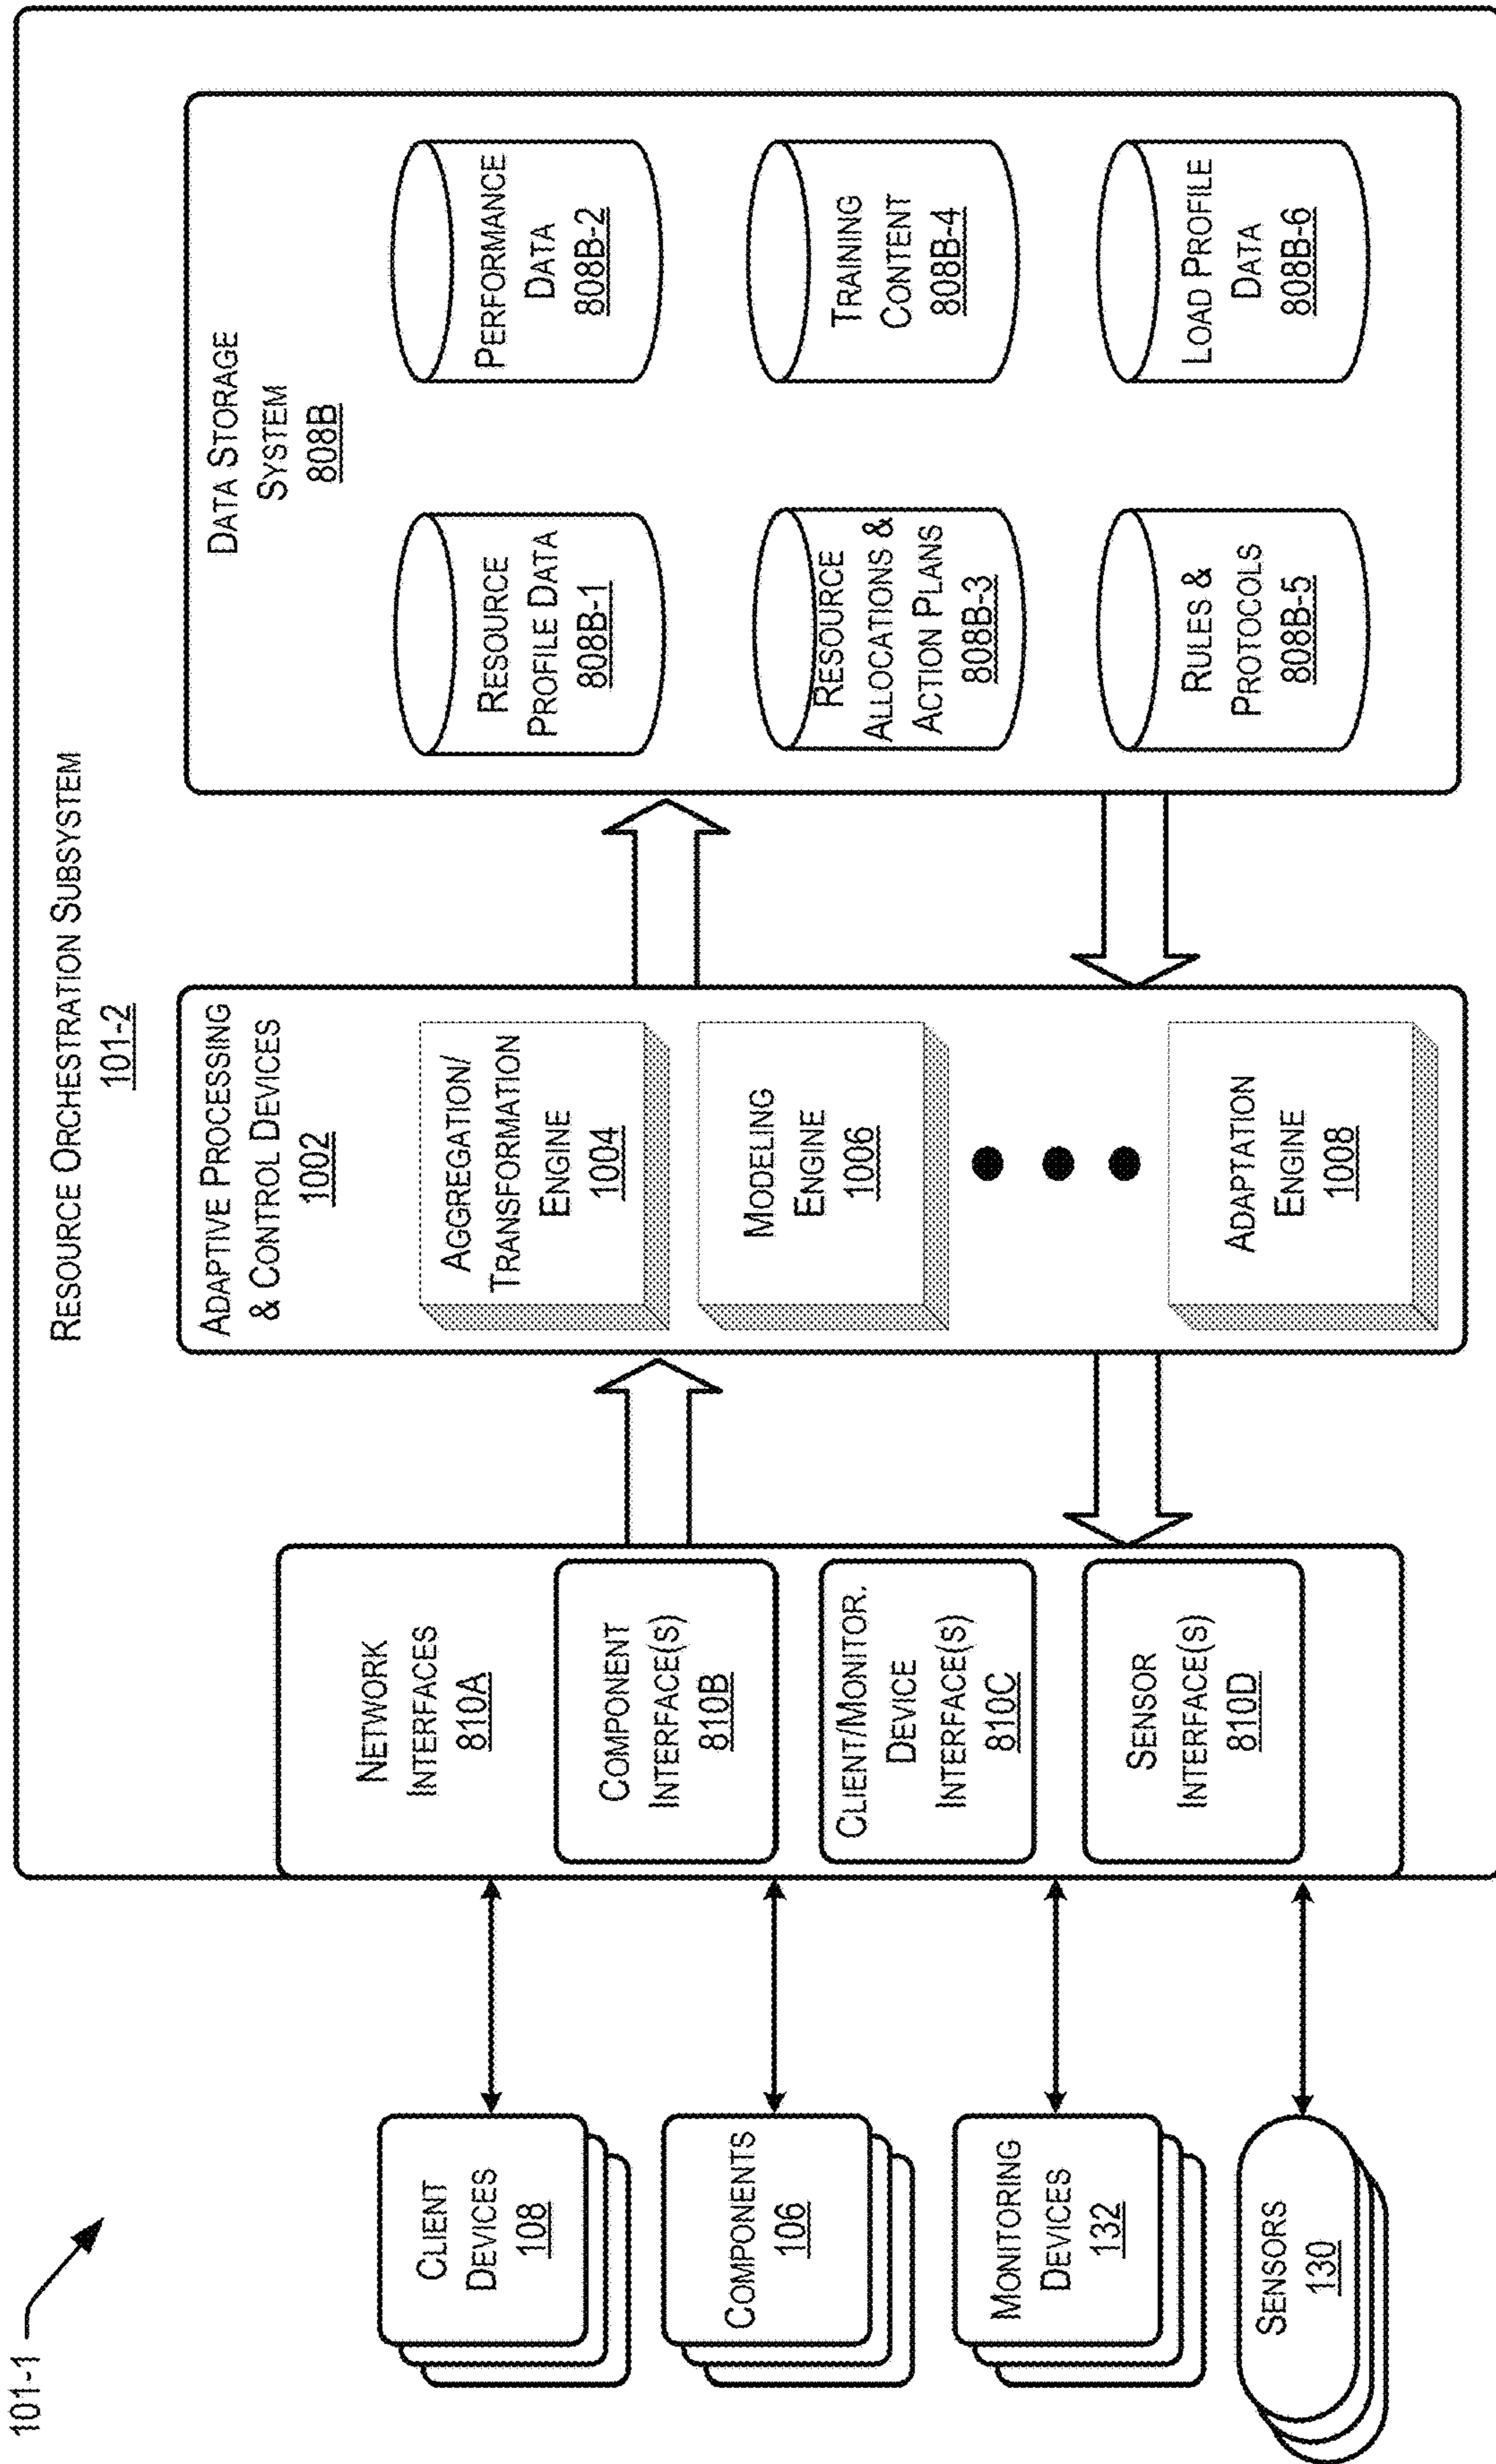 101-1
RESOURCE ORCHESTRATION SUBSYSTEM
101-2
CLIENT
DEVICES
108
COMPONENTS
106
MONITORING
DEVICES
132
SENSORS
130
NETWORK
INTERFACES
810A
COMPONENT
INTERFACE(S)
810B
CLIENT/MONITOR.
DEVICE
INTERFACE(S)
810C
SENSOR
INTERFACE(S)
810D
ADAPTIVE PROCESSING
& CONTROL DEVICES
1002
AGGREGATION/
TRANSFORMATION
ENGINE
1004
MODELING
ENGINE
1006
ADAPTATION
ENGINE
1008
DATA STORAGE
SYSTEM
808B
RESOURCE
PROFILE DATA
808B-1
PERFORMANCE
DATA
808B-2
RESOURCE
ALLOCATIONS &
ACTION PLANS
808B-3
TRAINING
CONTENT
808B-4
RULES &
PROTOCOLS
808B-5
LOAD PROFILE
DATA
808B-6